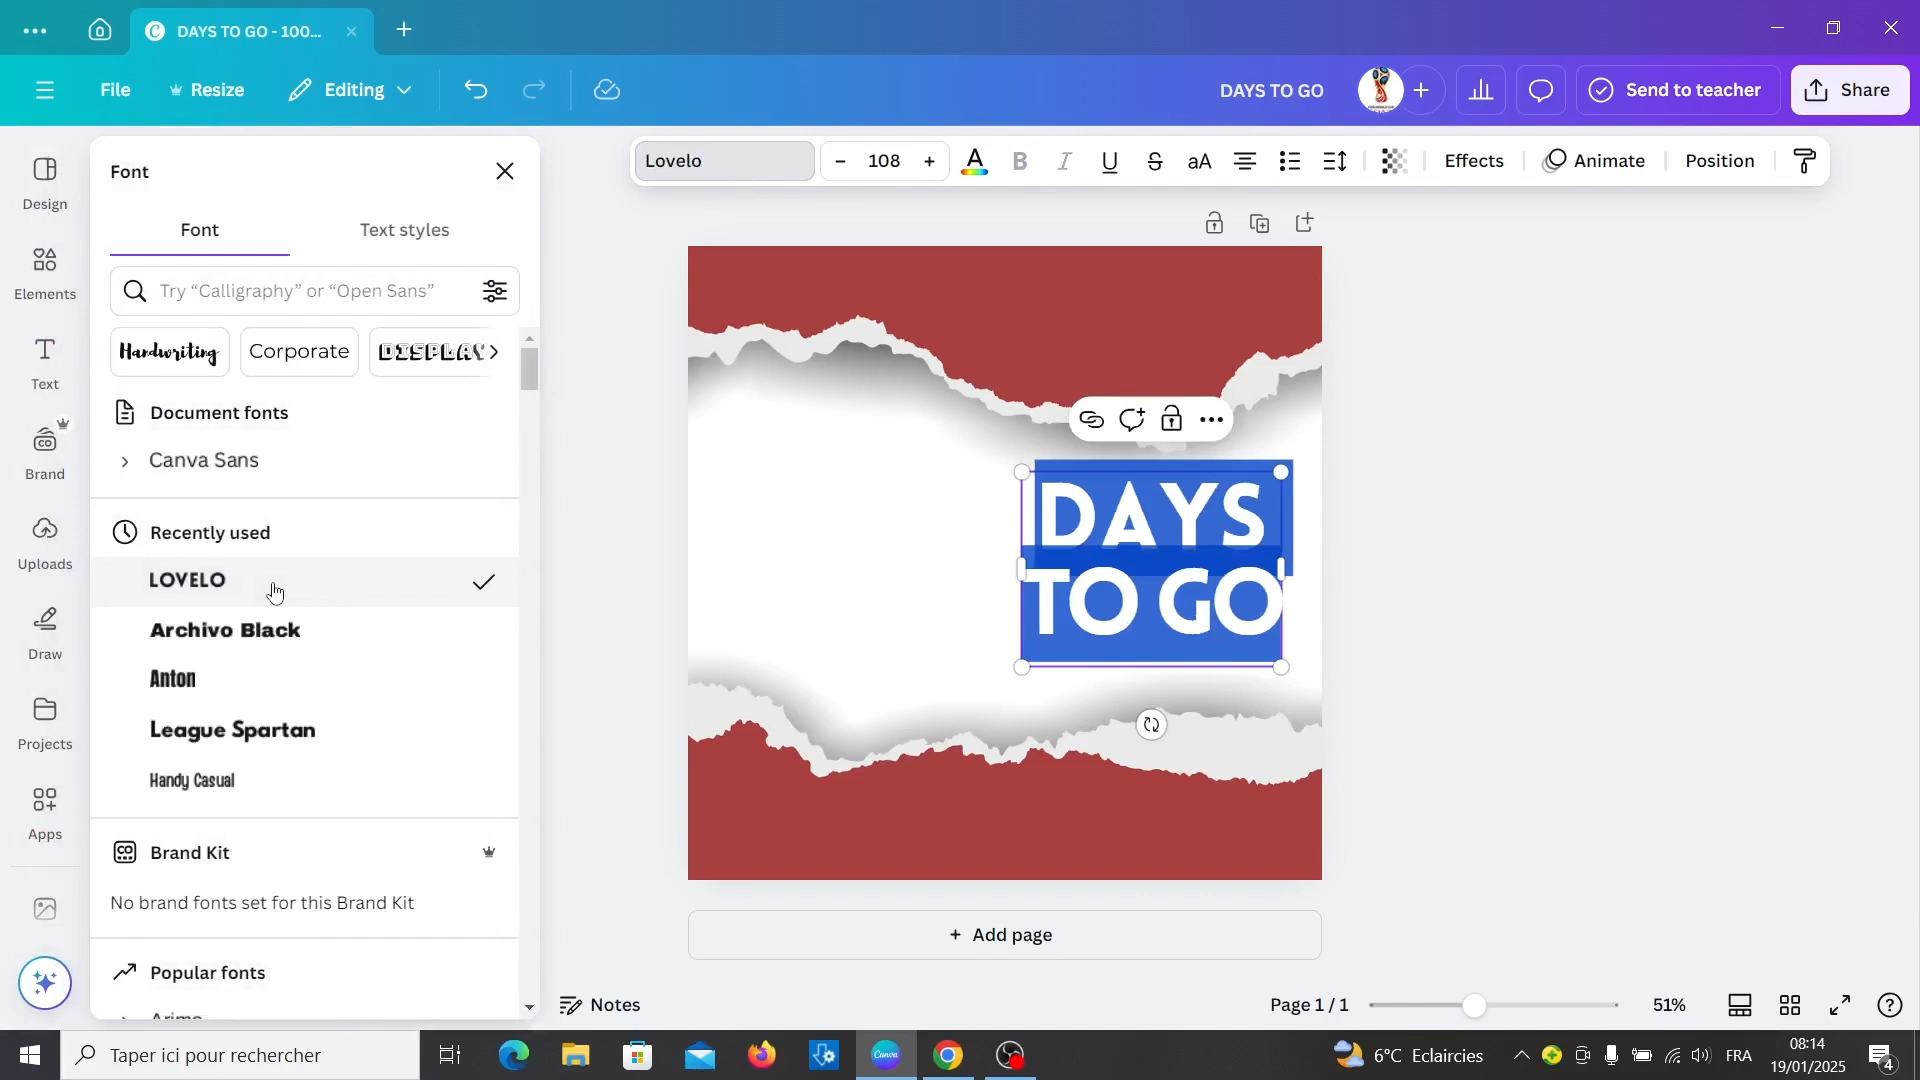 DAYS TO GO - 100...
File
Resize
Editing
DAYS TO GO
Send to teacher
Share
Design
Elements
Text
Brand
Uploads
Draw
Projects
Apps
Font
Font
Text styles
Try “Calligraphy” or “Open Sans”
Handwriting
Corporate
DISPLAY
Document fonts
Canva Sans
Recently used
LOVELO
Archivo Black
Anton
League Spartan
Handy Casual
Brand Kit
No brand fonts set for this Brand Kit
Popular fonts
Lovelo
108
Effects
Animate
Position
DAYS
TO GO
+ Add page
Notes
Page 1 / 1
51%
Taper ici pour rechercher
Canva
6°C Eclaircies
FRA
08:14
19/01/2025
4